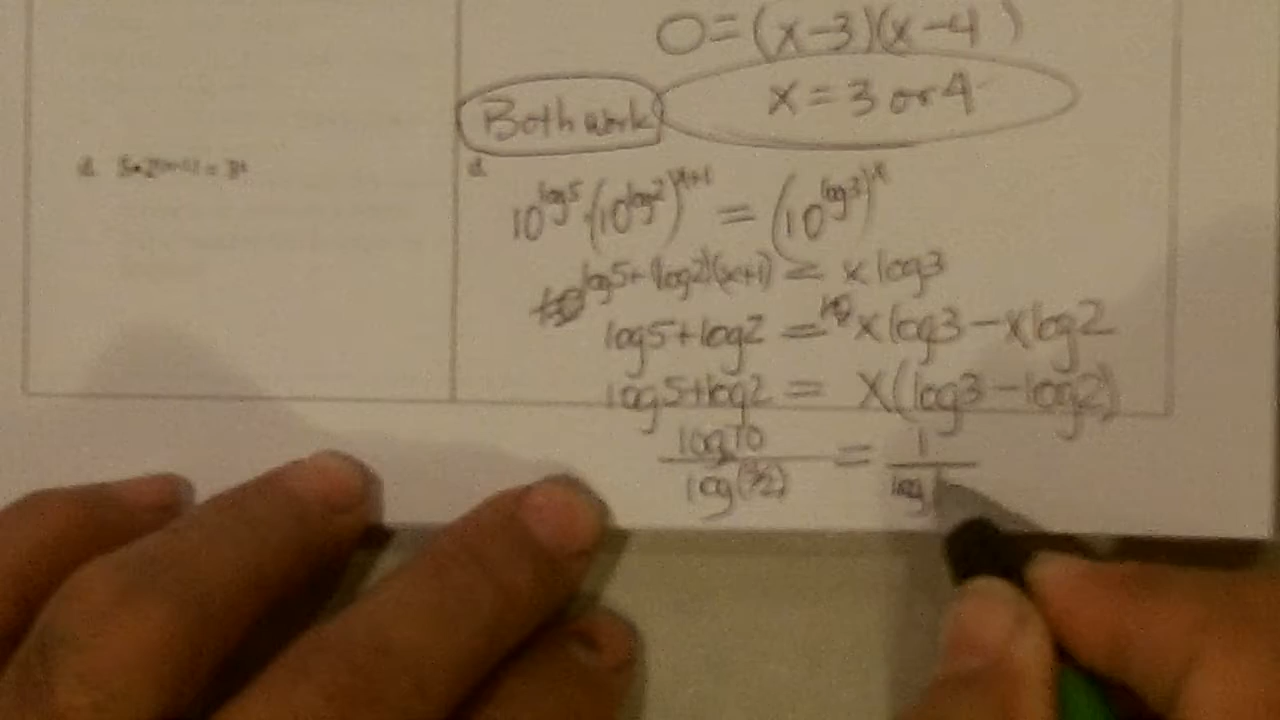 0=(x-3)(x-4)
Both work x=3 or 4
d.
d.
10^log5 · (10^log2)^x+1 = (10^log3)^x
log5+(log2)(x+1) = x log3
log5+log2 = x log3 - x log2
log5+log2 = x(log3-log2)
log10/log(3/2) = 1/log(